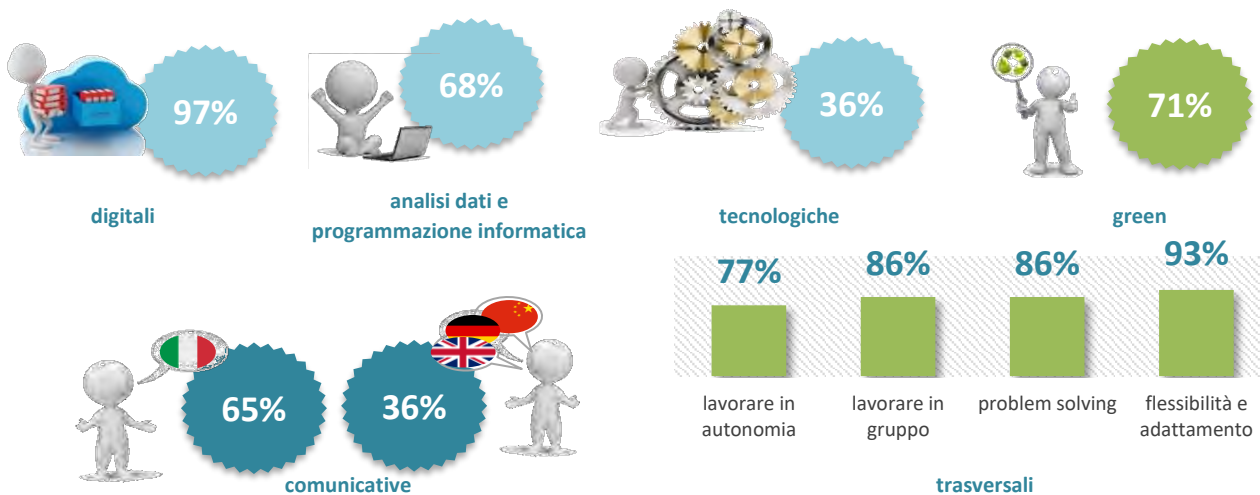 97%
68%
36%
71%
digitali
analisi dati e
programmazione informatica
tecnologiche
green
65%
36%
comunicative
77%
86%
86%
93%
lavorare in
autonomia
lavorare in
gruppo
problem solving
flessibilità e
adattamento
trasversali